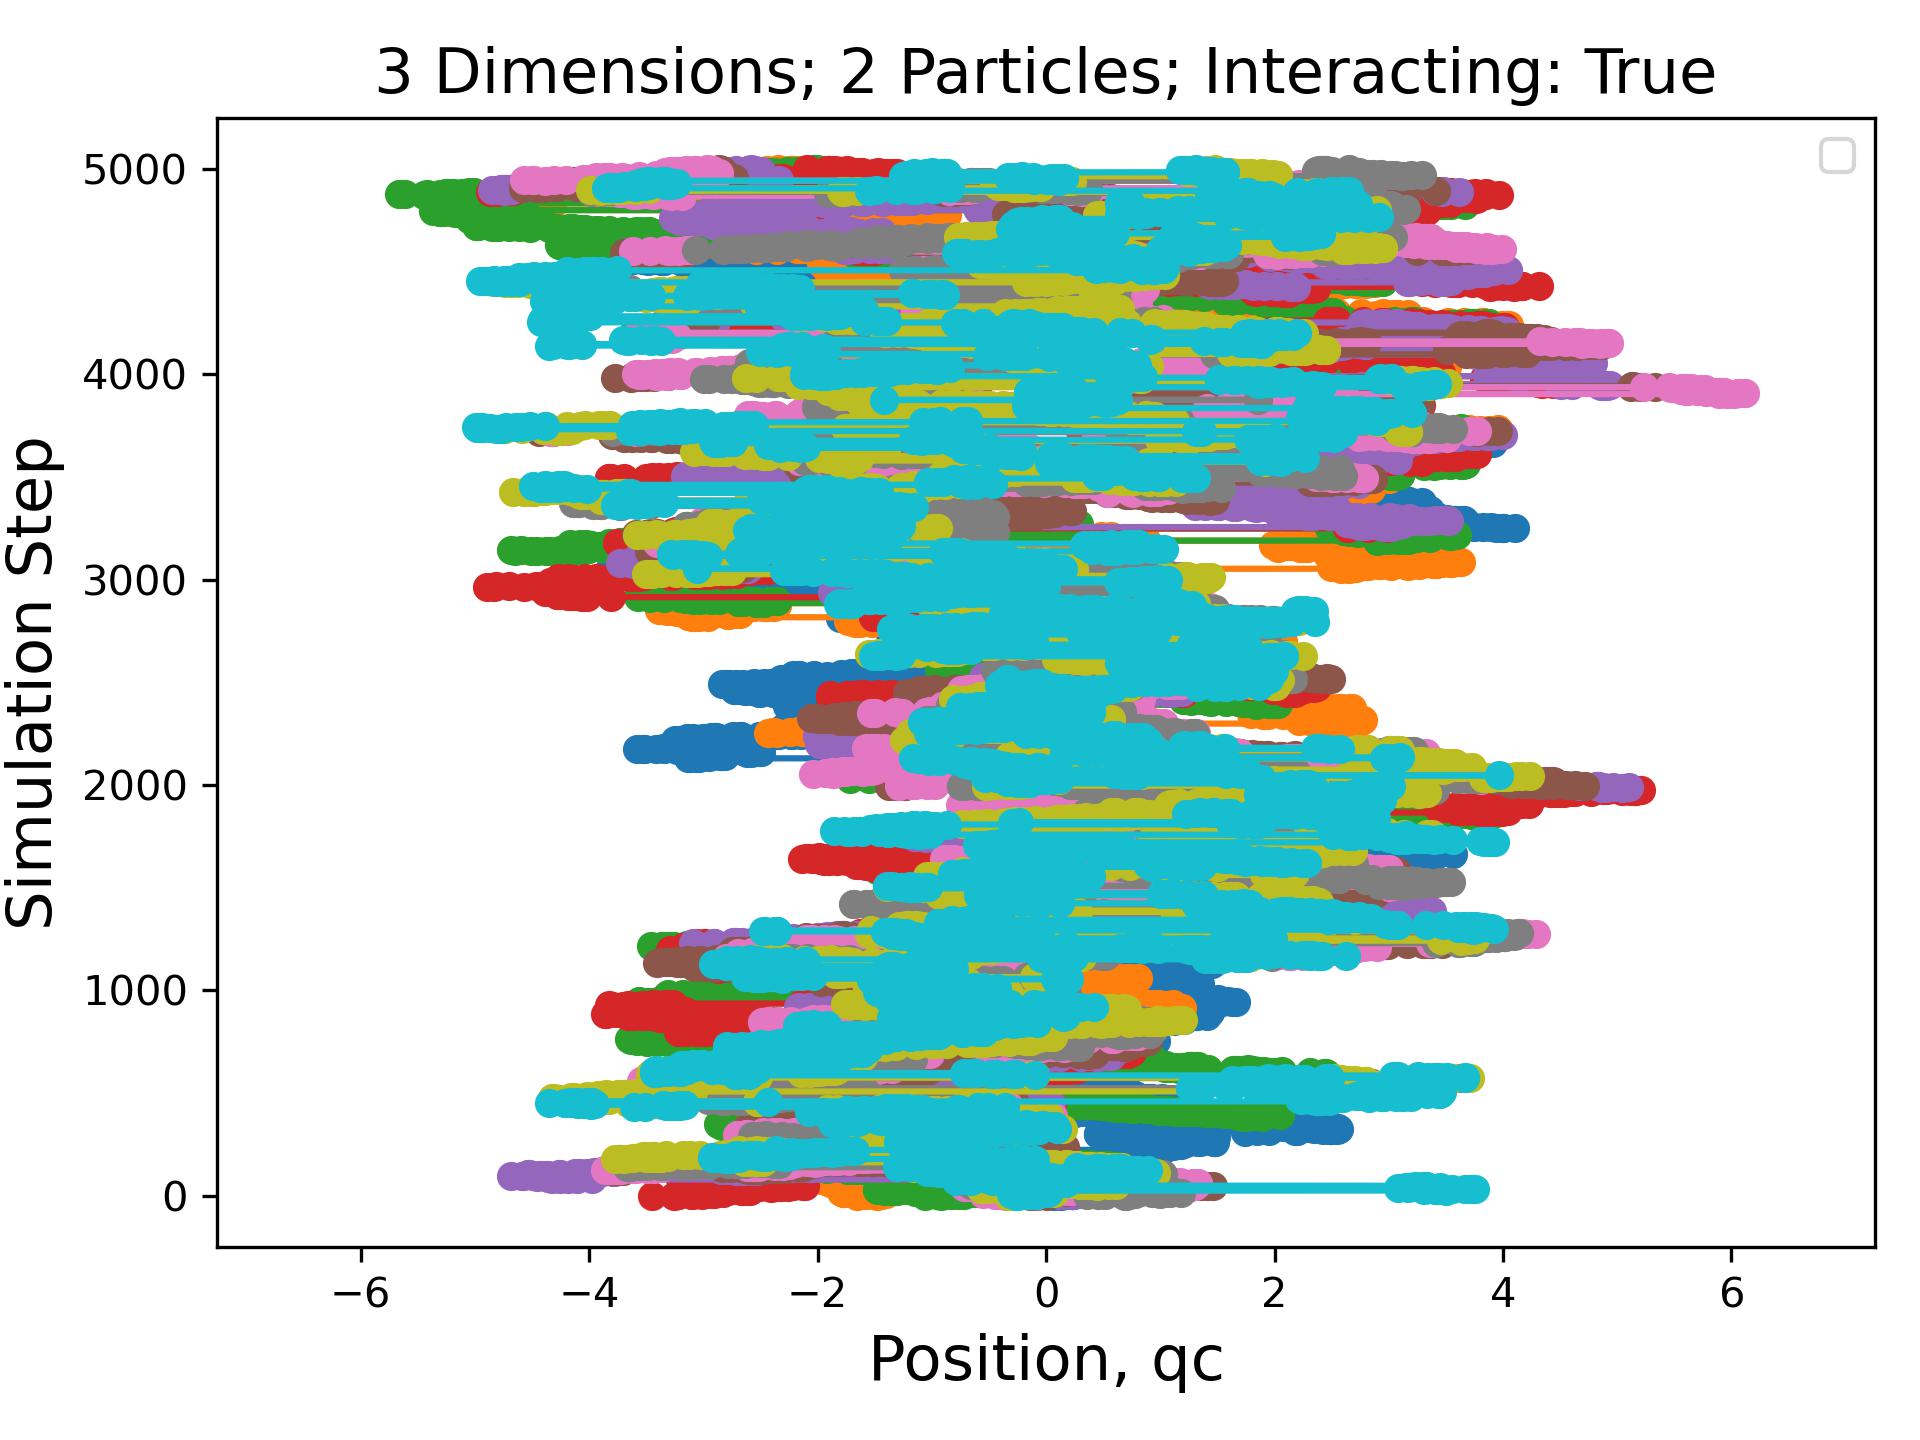 3 Dimensions; 2 Particles; Interacting: True
Simulation Step
5000
4000
3000
2000
1000
0
−6 −4 −2 0 2 4 6
Position, qc